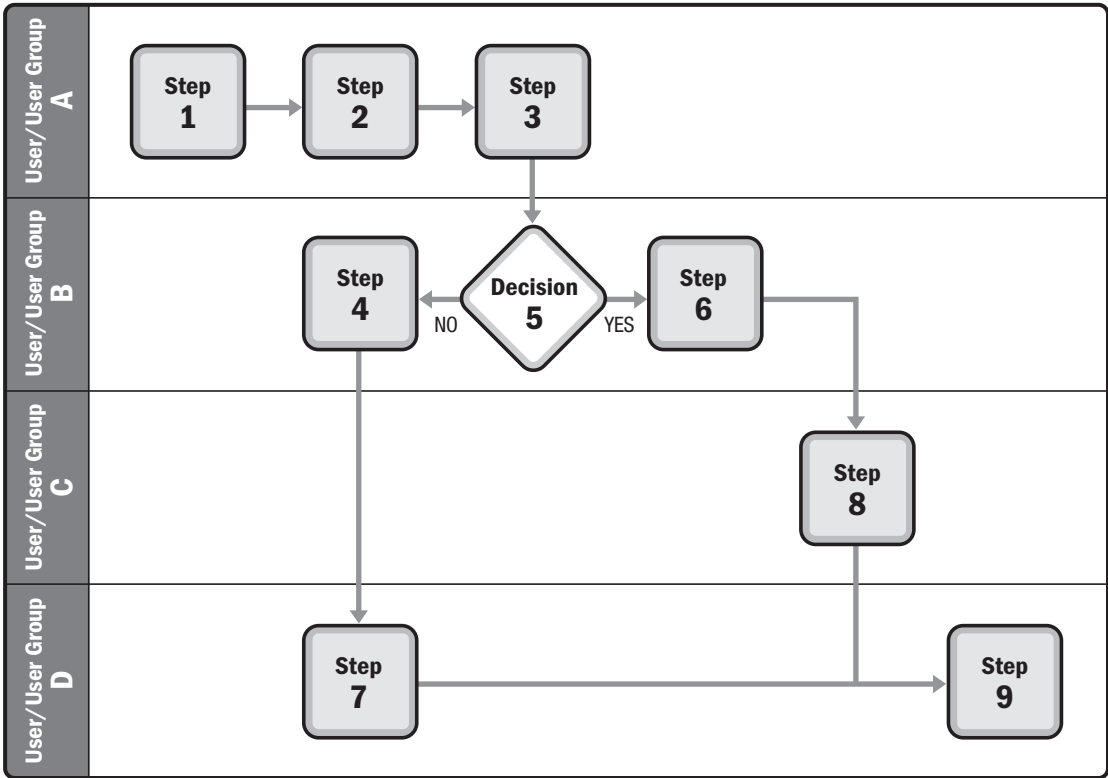 User/User Group
A
Step
1
Step
2
Step
3
User/User Group
B
Step
4
NO
Decision
5
YES
Step
6
User/User Group
C
Step
8
User/User Group
D
Step
7
Step
9